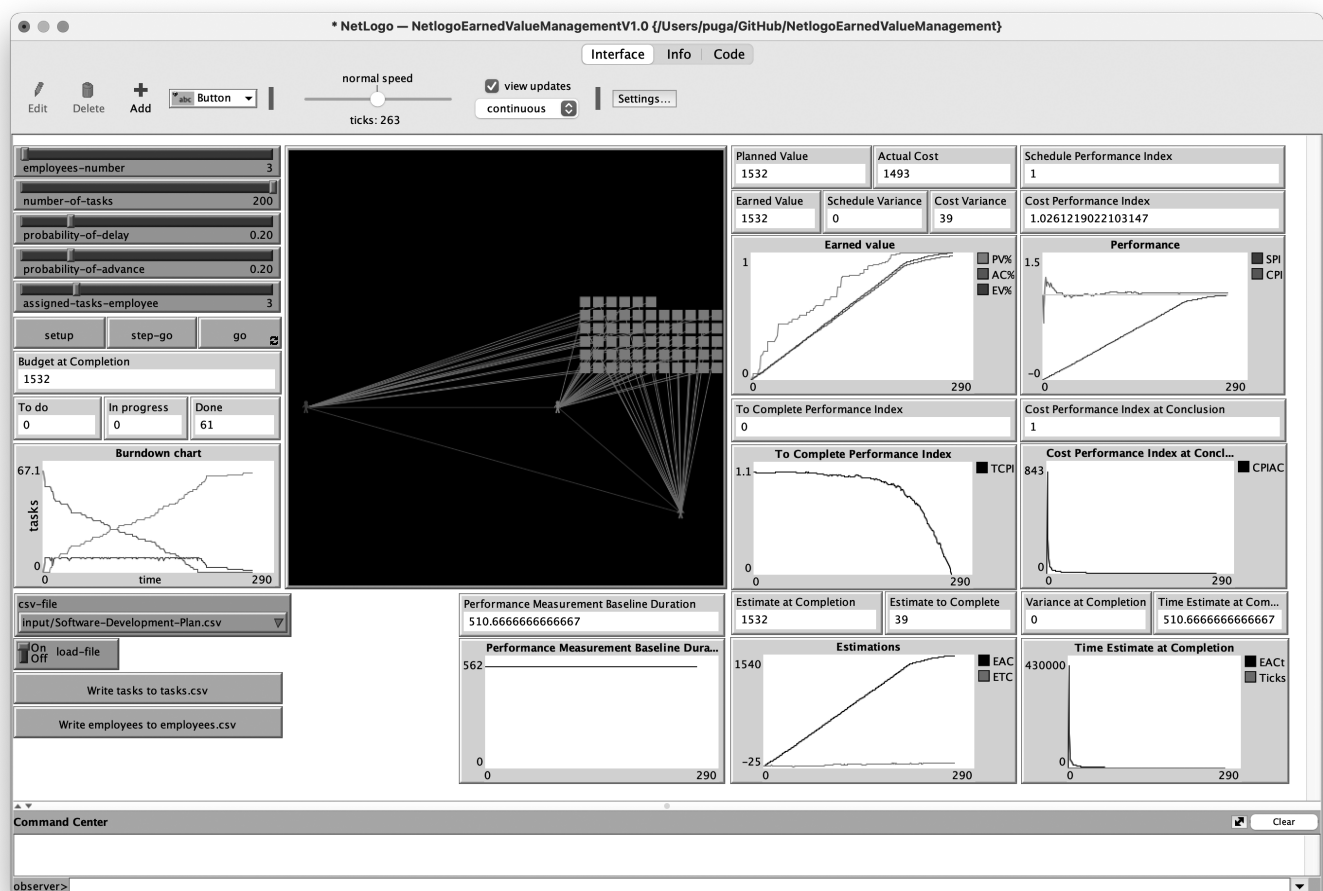 * NetLogo — NetlogoEarnedValueManagementV1.0 {/Users/puga/GitHub/NetlogoEarnedValueManagement}
Interface Info Code
Edit Delete Add abc Button normal speed ticks: 263 view updates continuous Settings...
employees-number 3
number-of-tasks 200
probability-of-delay 0.20
probability-of-advance 0.20
assigned-tasks-employee 3
setup step-go go
Budget at Completion
1532
To do In progress Done
0 0 61
Burndown chart
67.1
tasks
0
0 time 290
csv-file
input/Software-Development-Plan.csv
On
Off load-file
Write tasks to tasks.csv
Write employees to employees.csv
Performance Measurement Baseline Duration
510.6666666666667
Performance Measurement Baseline Dura...
562
0
0 290
Planned Value Actual Cost Schedule Performance Index
1532 1493 1
Earned Value Schedule Variance Cost Variance Cost Performance Index
1532 0 39 1.0261219022103147
Earned value
1
0
0 290
PV%
AC%
EV%
Performance
1.5
-0
0 290
SPI
CPI
To Complete Performance Index Cost Performance Index at Conclusion
0 1
To Complete Performance Index
1.1
0
0 290
TCPI
Cost Performance Index at Concl...
843
0
0 290
CPIAC
Estimate at Completion Estimate to Complete Variance at Completion Time Estimate at Com...
1532 39 0 510.6666666666667
Estimations
1540
-25
0 290
EAC
ETC
Time Estimate at Completion
430000
0
0 290
EACt
Ticks
Command Center Clear
observer>